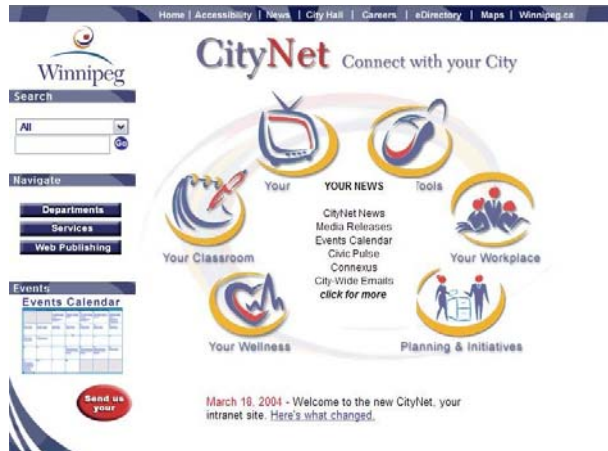 Home | Accessibility | News | City Hall | Careers | eDirectory | Maps | Winnipeg.ca
Winnipeg
CityNet Connect with your City
Search
All
Go
Navigate
Departments
Services
Web Publishing
Events
Events Calendar
Send us
your
Your
YOUR NEWS
Tools
CityNet News
Media Releases
Events Calendar
Civic Pulse
Connexus
City-Wide Emails
click for more
Your Classroom
Your Workplace
Your Wellness
Planning & Initiatives
March 18, 2004 - Welcome to the new CityNet, your
intranet site. Here's what changed.